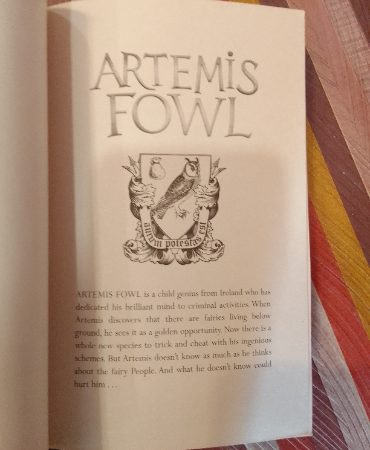 ARTEMiS
FOWL
aurum potestas est
ARTEMIS FOWL is a child genius from Ireland who has
dedicated his brilliant mind to criminal activities. When
Artemis discovers that there are fairies living below
ground, he sees it as a golden opportunity. Now there is a
whole new species to trick and cheat with his ingenious
schemes. But Artemis doesn't know as much as he thinks
about the fairy People. And what he doesn't know could
hurt him . . .